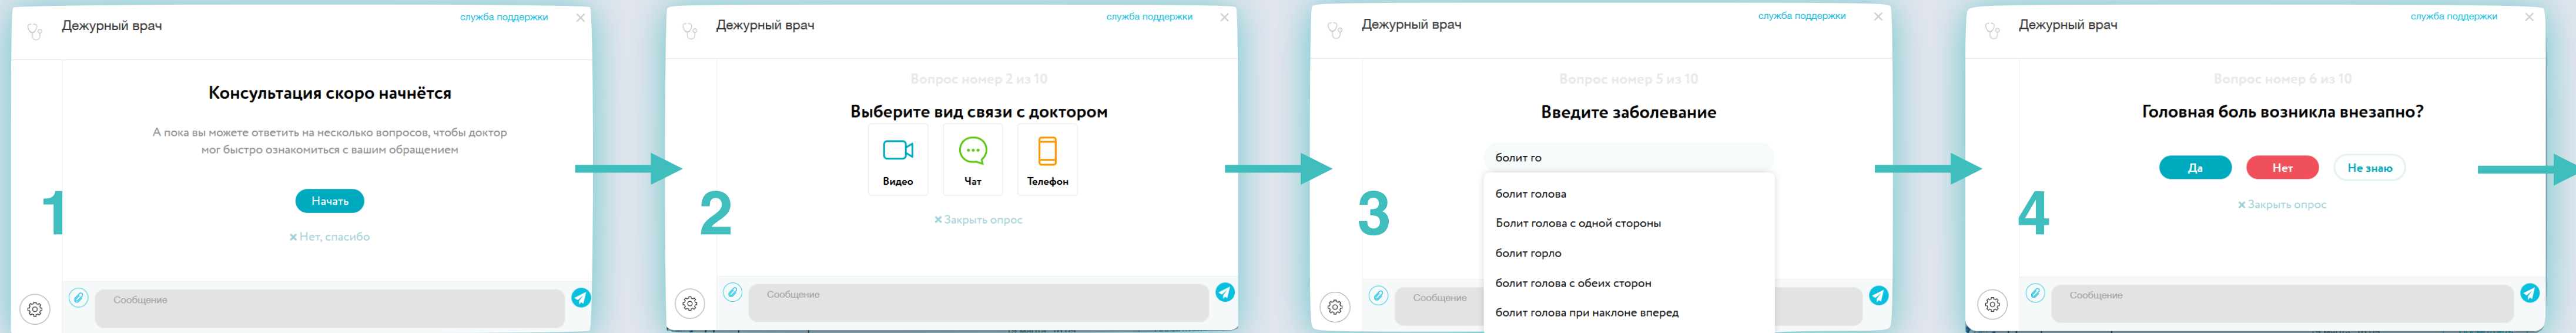 Дежурный врач
служба поддержки
Консультация скоро начнётся
А пока вы можете ответить на несколько вопросов, чтобы доктор
мог быстро ознакомиться с вашим обращением
1
Начать
× Нет, спасибо
Сообщение
Дежурный врач
служба поддержки
Вопрос номер 2 из 10
Выберите вид связи с доктором
Видео
Чат
Телефон
2
× Закрыть опрос
Сообщение
Дежурный врач
служба поддержки
Вопрос номер 5 из 10
Введите заболевание
болит го
3
болит голова
Болит голова с одной стороны
болит горло
болит голова с обеих сторон
болит голова при наклоне вперед
Сообщение
Дежурный врач
служба поддержки
Вопрос номер 6 из 10
Головная боль возникла внезапно?
Да
Нет
Не знаю
4
× Закрыть опрос
Сообщение